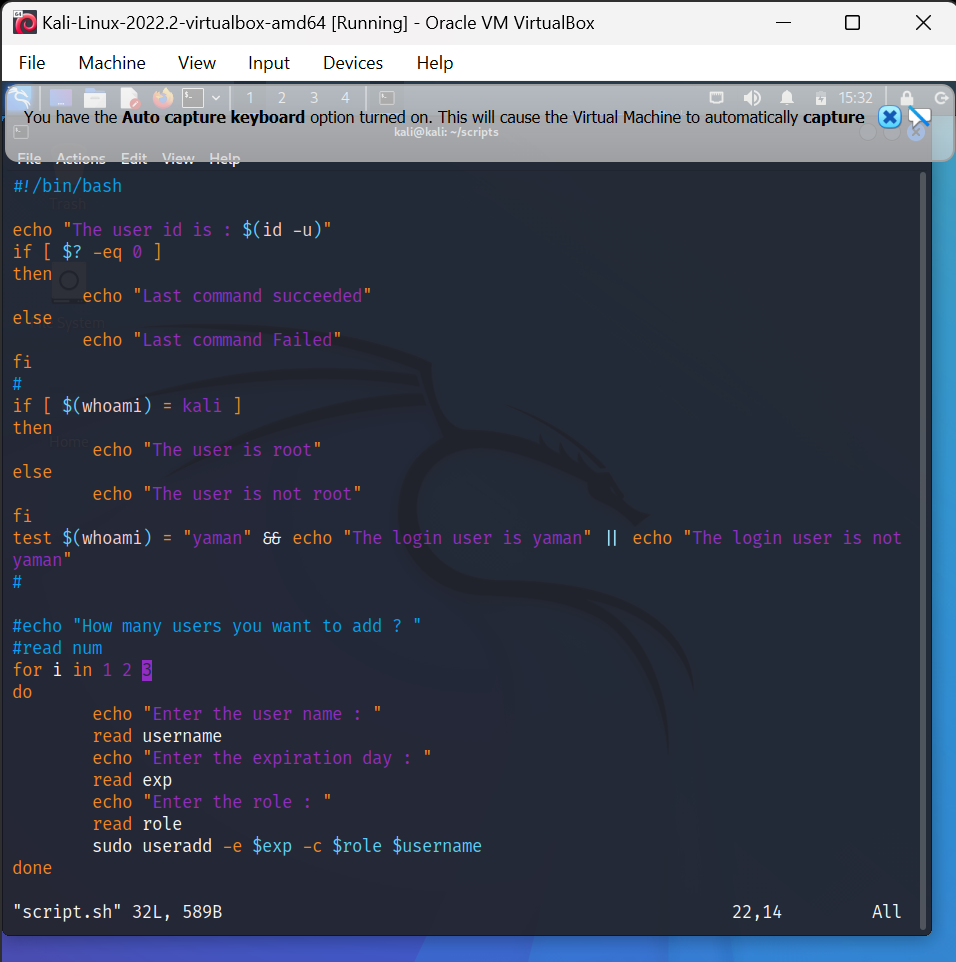 Kali-Linux-2022.2-virtualbox-amd64 [Running] - Oracle VM VirtualBox
File Machine View Input Devices Help
1 2 3 4 15:32
You have the Auto capture keyboard option turned on. This will cause the Virtual Machine to automatically capture
kali@kali: ~/scripts
File Actions Edit View Help
#!/bin/bash
Trash
echo "The user id is : $(id -u)"
if [ $? -eq 0 ]
then
        echo "Last command succeeded"
else
System
        echo "Last command Failed"
fi
#
if [ $(whoami) = kali ]
then
Home
        echo "The user is root"
else
        echo "The user is not root"
fi
test $(whoami) = "yaman" && echo "The login user is yaman" || echo "The login user is not
yaman"
#
#echo "How many users you want to add ? "
#read num
for i in 1 2 3
do
        echo "Enter the user name : "
        read username
        echo "Enter the expiration day : "
        read exp
        echo "Enter the role : "
        read role
        sudo useradd -e $exp -c $role $username
done
"script.sh" 32L, 589B 22,14 All